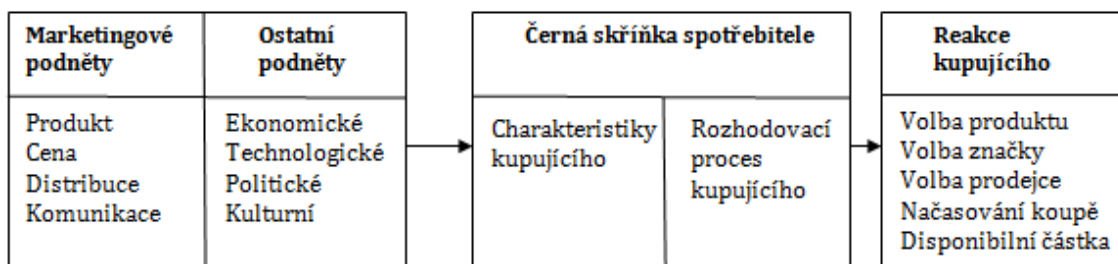 Marketingové
podněty
Produkt
Cena
Distribuce
Komunikace
Ostatní
podněty
Ekonomické
Technologické
Politické
Kulturní
Černá skříňka spotřebitele
Charakteristiky
kupujícího
Rozhodovací
proces
kupujícího
Reakce
kupujícího
Volba produktu
Volba značky
Volba prodejce
Načasování koupě
Disponibilní částka